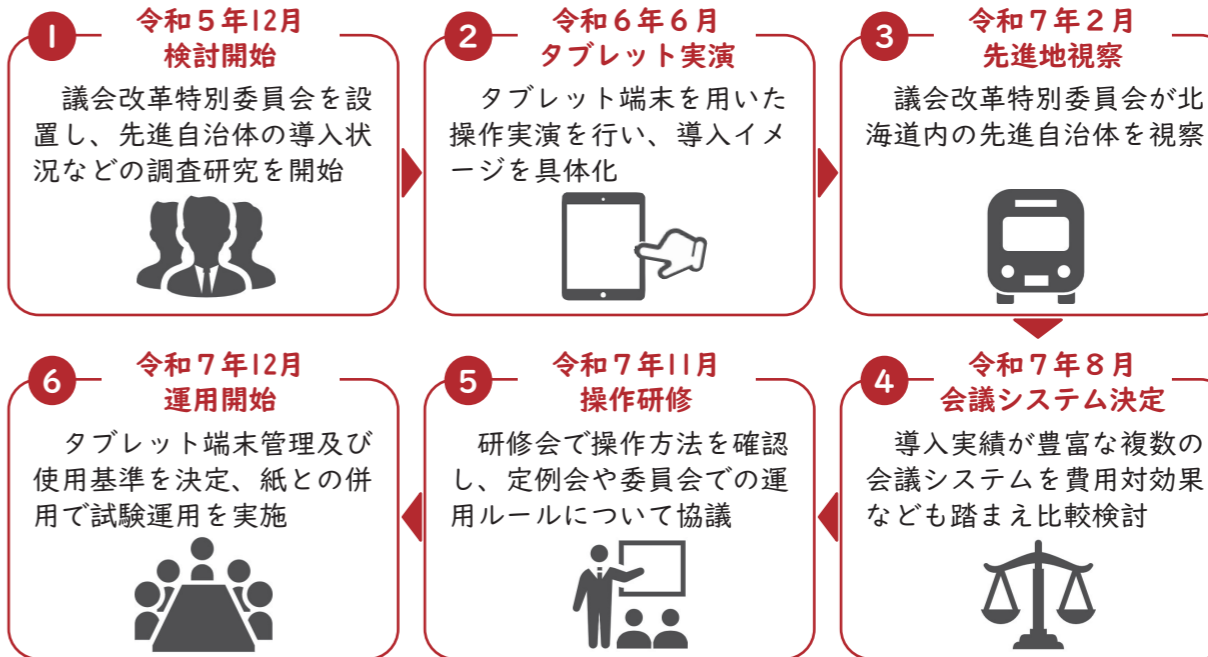 1
令和５年12月
検討開始
　議会改革特別委員会を設
置し、先進自治体の導入状
況などの調査研究を開始
2
令和６年６月
タブレット実演
　タブレット端末を用いた
操作実演を行い、導入イメ
ージを具体化
3
令和７年２月
先進地視察
　議会改革特別委員会が北
海道内の先進自治体を視察
4
令和７年８月
会議システム決定
　導入実績が豊富な複数の
会議システムを費用対効果
なども踏まえ比較検討
5
令和７年11月
操作研修
　研修会で操作方法を確認
し、定例会や委員会での運
用ルールについて協議
6
令和７年12月
運用開始
　タブレット端末管理及び
使用基準を決定、紙との併
用で試験運用を実施